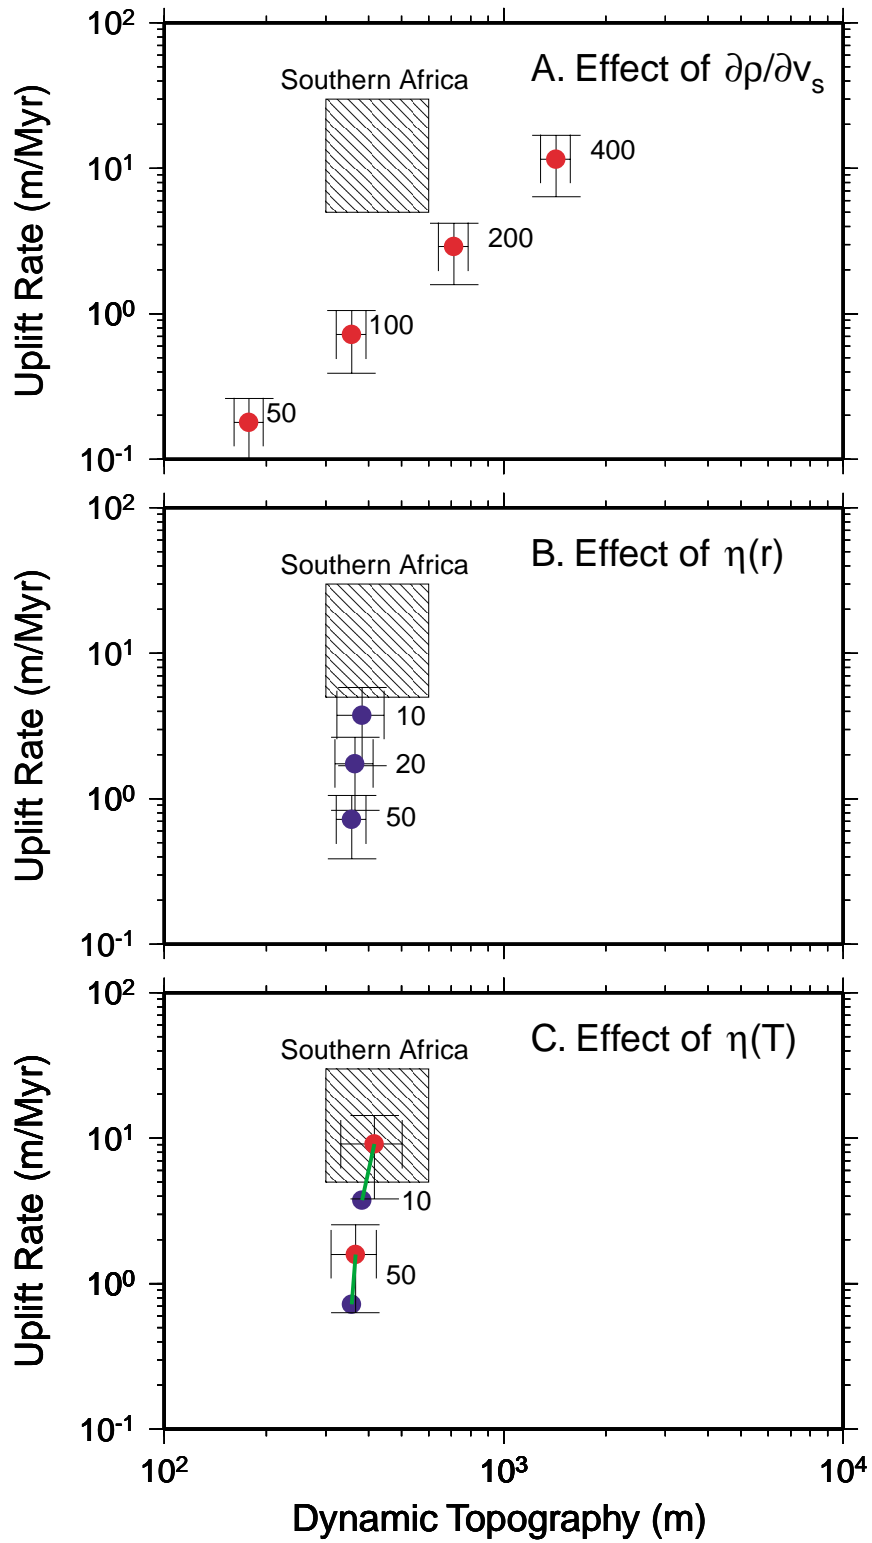 10²
A. Effect of ∂ρ/∂vₛ
Southern Africa
400
10¹
200
Uplift Rate (m/Myr)
10⁰
100
50
10⁻¹
10²
B. Effect of η(r)
Southern Africa
10¹
10
20
Uplift Rate (m/Myr)
10⁰
50
10⁻¹
10²
C. Effect of η(T)
Southern Africa
10¹
10
Uplift Rate (m/Myr)
50
10⁰
10⁻¹
10² 10³ 10⁴
Dynamic Topography (m)